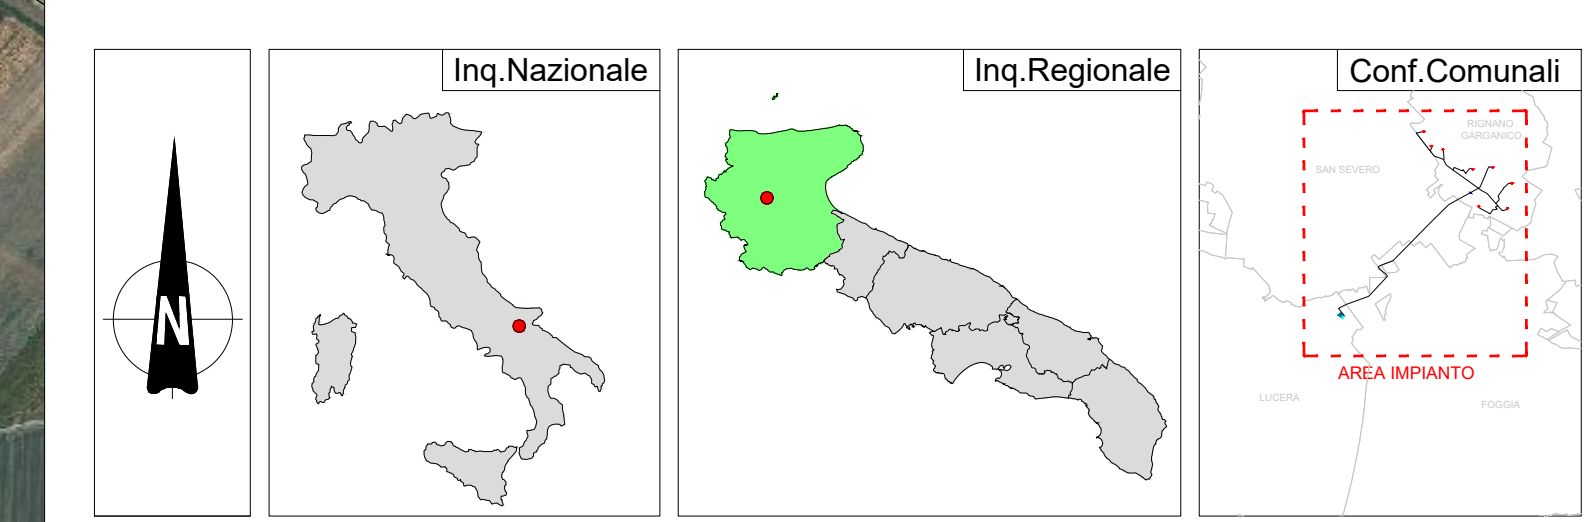 N
Inq.Nazionale
Inq.Regionale
Conf.Comunali
RIGNANO
GARGANICO
SAN SEVERO
AREA IMPIANTO
LUCERA
FOGGIA